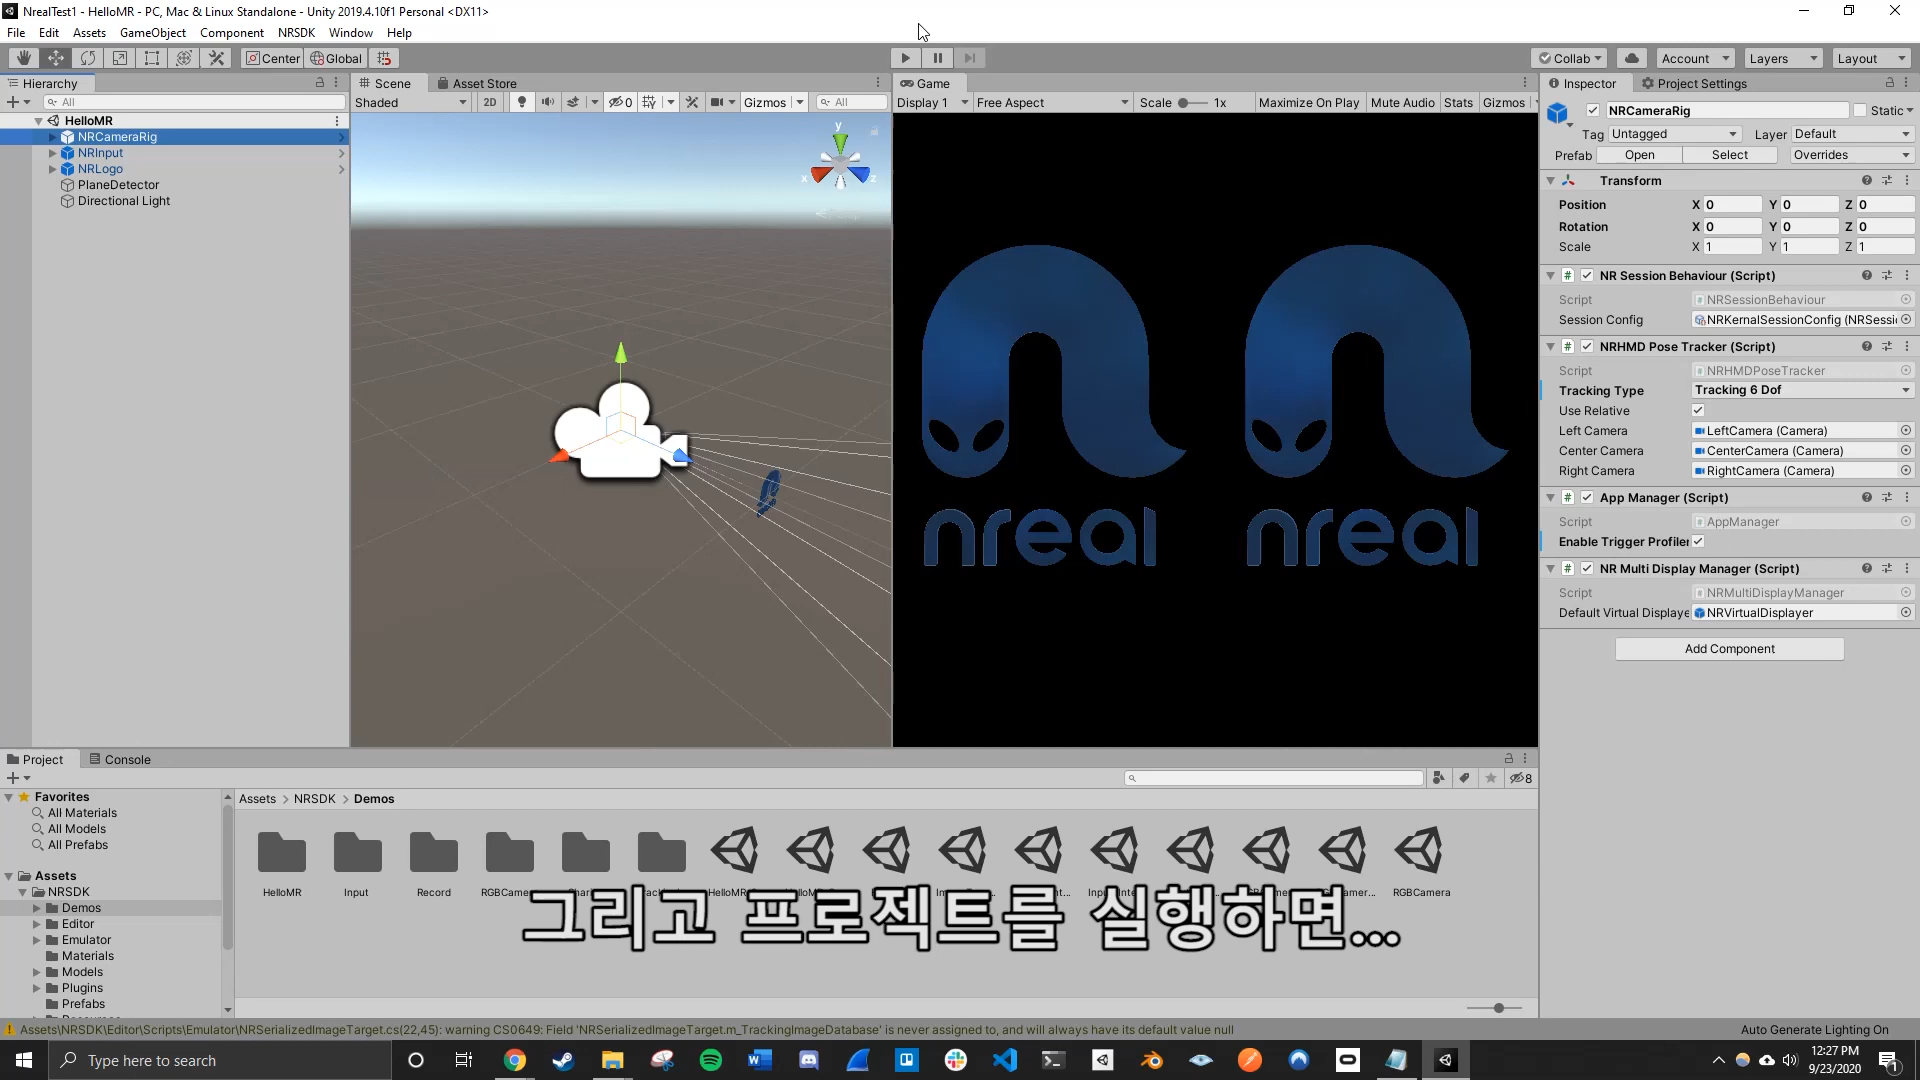 NrealTest1 - HelloMR - PC, Mac & Linux Standalone - Unity 2019.4.10f1 Personal <DX11>
File Edit Assets GameObject Component NRSDK Window Help
Center Global Collab Account Layers Layout
Hierarchy
All
HelloMR
NRCameraRig
NRInput
NRLogo
PlaneDetector
Directional Light
Scene Asset Store
Shaded 2D 0 Gizmos All
y
x z
Game
Display 1 Free Aspect Scale 1x Maximize On Play Mute Audio Stats Gizmos
nreal nreal
Inspector Project Settings
NRCameraRig Static
Tag Untagged Layer Default
Prefab Open Select Overrides
Transform
Position X 0 Y 0 Z 0
Rotation X 0 Y 0 Z 0
Scale X 1 Y 1 Z 1
# NR Session Behaviour (Script)
Script NRSessionBehaviour
Session Config NRKernalSessionConfig (NRSessi
# NRHMD Pose Tracker (Script)
Script NRHMDPoseTracker
Tracking Type Tracking 6 Dof
Use Relative
Left Camera LeftCamera (Camera)
Center Camera CenterCamera (Camera)
Right Camera RightCamera (Camera)
# App Manager (Script)
Script AppManager
Enable Trigger Profiler
# NR Multi Display Manager (Script)
Script NRMultiDisplayManager
Default Virtual Displaye NRVirtualDisplayer
Add Component
Project Console
8
Favorites
All Materials
All Models
All Prefabs
Assets
NRSDK
Demos
Editor
Emulator
Materials
Models
Plugins
Prefabs
Assets > NRSDK > Demos
HelloMR Input Record RGBCame RGBCamera
그리고 프로젝트를 실행하면...
Assets\NRSDK\Editor\Scripts\Emulator\NRSerializedImageTarget.cs(22,45): warning CS0649: Field 'NRSerializedImageTarget.m_TrackingImageDatabase' is never assigned to, and will always have its default value null
Auto Generate Lighting On
Type here to search
12:27 PM
9/23/2020
1